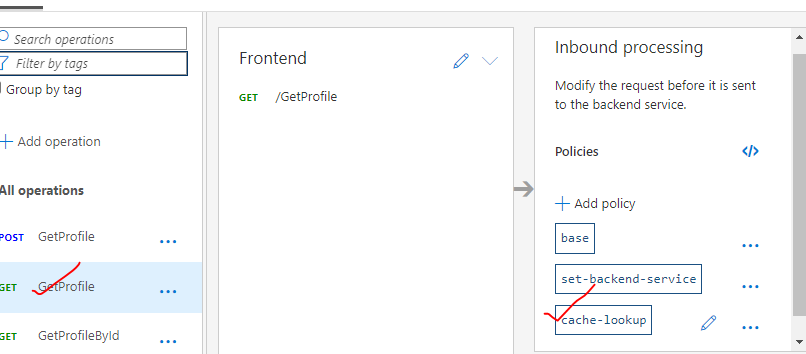 Search operations
Filter by tags
Group by tag
Add operation
All operations
POST GetProfile
GET GetProfile
GET GetProfileById
Frontend
GET /GetProfile
Inbound processing
Modify the request before it is sent
to the backend service.
Policies </>
Add policy
base
set-backend-service
cache-lookup